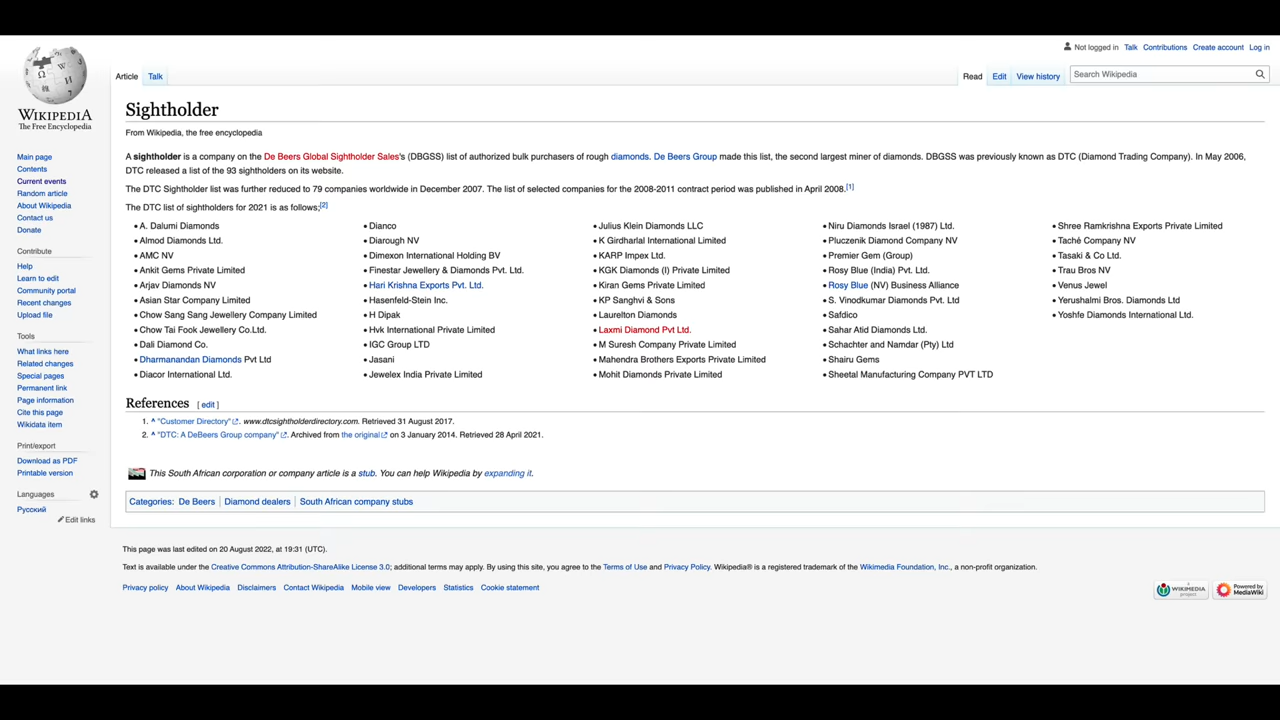 Not logged in Talk Contributions Create account Log in
Article Talk Read Edit View history Search Wikipedia
WIKIPEDIA
The Free Encyclopedia
Main page
Contents
Current events
Random article
About Wikipedia
Contact us
Donate
Contribute
Help
Learn to edit
Community portal
Recent changes
Upload file
Tools
What links here
Related changes
Special pages
Permanent link
Page information
Cite this page
Wikidata item
Print/export
Download as PDF
Printable version
Languages
Русский
Edit links
Sightholder
From Wikipedia, the free encyclopedia
A sightholder is a company on the De Beers Global Sightholder Sales's (DBGSS) list of authorized bulk purchasers of rough diamonds. De Beers Group made this list, the second largest miner of diamonds. DBGSS was previously known as DTC (Diamond Trading Company). In May 2006,
DTC released a list of the 93 sightholders on its website.
The DTC Sightholder list was further reduced to 79 companies worldwide in December 2007. The list of selected companies for the 2008-2011 contract period was published in April 2008.[1]
The DTC list of sightholders for 2021 is as follows;[2]
• A. Dalumi Diamonds
• Almod Diamonds Ltd.
• AMC NV
• Ankit Gems Private Limited
• Arjav Diamonds NV
• Asian Star Company Limited
• Chow Sang Sang Jewellery Company Limited
• Chow Tai Fook Jewellery Co.Ltd.
• Dali Diamond Co.
• Dharmanandan Diamonds Pvt Ltd
• Diacor International Ltd.
• Dianco
• Diarough NV
• Dimexon International Holding BV
• Finestar Jewellery & Diamonds Pvt. Ltd.
• Hari Krishna Exports Pvt. Ltd.
• Hasenfeld-Stein Inc.
• H Dipak
• Hvk International Private Limited
• IGC Group LTD
• Jasani
• Jewelex India Private Limited
• Julius Klein Diamonds LLC
• K Girdharlal International Limited
• KARP Impex Ltd.
• KGK Diamonds (I) Private Limited
• Kiran Gems Private Limited
• KP Sanghvi & Sons
• Laurelton Diamonds
• Laxmi Diamond Pvt Ltd.
• M Suresh Company Private Limited
• Mahendra Brothers Exports Private Limited
• Mohit Diamonds Private Limited
• Niru Diamonds Israel (1987) Ltd.
• Pluczenik Diamond Company NV
• Premier Gem (Group)
• Rosy Blue (India) Pvt. Ltd.
• Rosy Blue (NV) Business Alliance
• S. Vinodkumar Diamonds Pvt. Ltd
• Safdico
• Sahar Atid Diamonds Ltd.
• Schachter and Namdar (Pty) Ltd
• Shairu Gems
• Sheetal Manufacturing Company PVT LTD
• Shree Ramkrishna Exports Private Limited
• Taché Company NV
• Tasaki & Co Ltd.
• Trau Bros NV
• Venus Jewel
• Yerushalmi Bros. Diamonds Ltd
• Yoshfe Diamonds International Ltd.
References [ edit ]
1. ^ "Customer Directory". www.dtcsightholderdirectory.com. Retrieved 31 August 2017.
2. ^ "DTC: A DeBeers Group company". Archived from the original on 3 January 2014. Retrieved 28 April 2021.
This South African corporation or company article is a stub. You can help Wikipedia by expanding it.
Categories: De Beers | Diamond dealers | South African company stubs
This page was last edited on 20 August 2022, at 19:31 (UTC).
Text is available under the Creative Commons Attribution-ShareAlike License 3.0; additional terms may apply. By using this site, you agree to the Terms of Use and Privacy Policy. Wikipedia® is a registered trademark of the Wikimedia Foundation, Inc., a non-profit organization.
Privacy policy About Wikipedia Disclaimers Contact Wikipedia Mobile view Developers Statistics Cookie statement
A
WIKIMEDIA
project
Powered by
MediaWiki